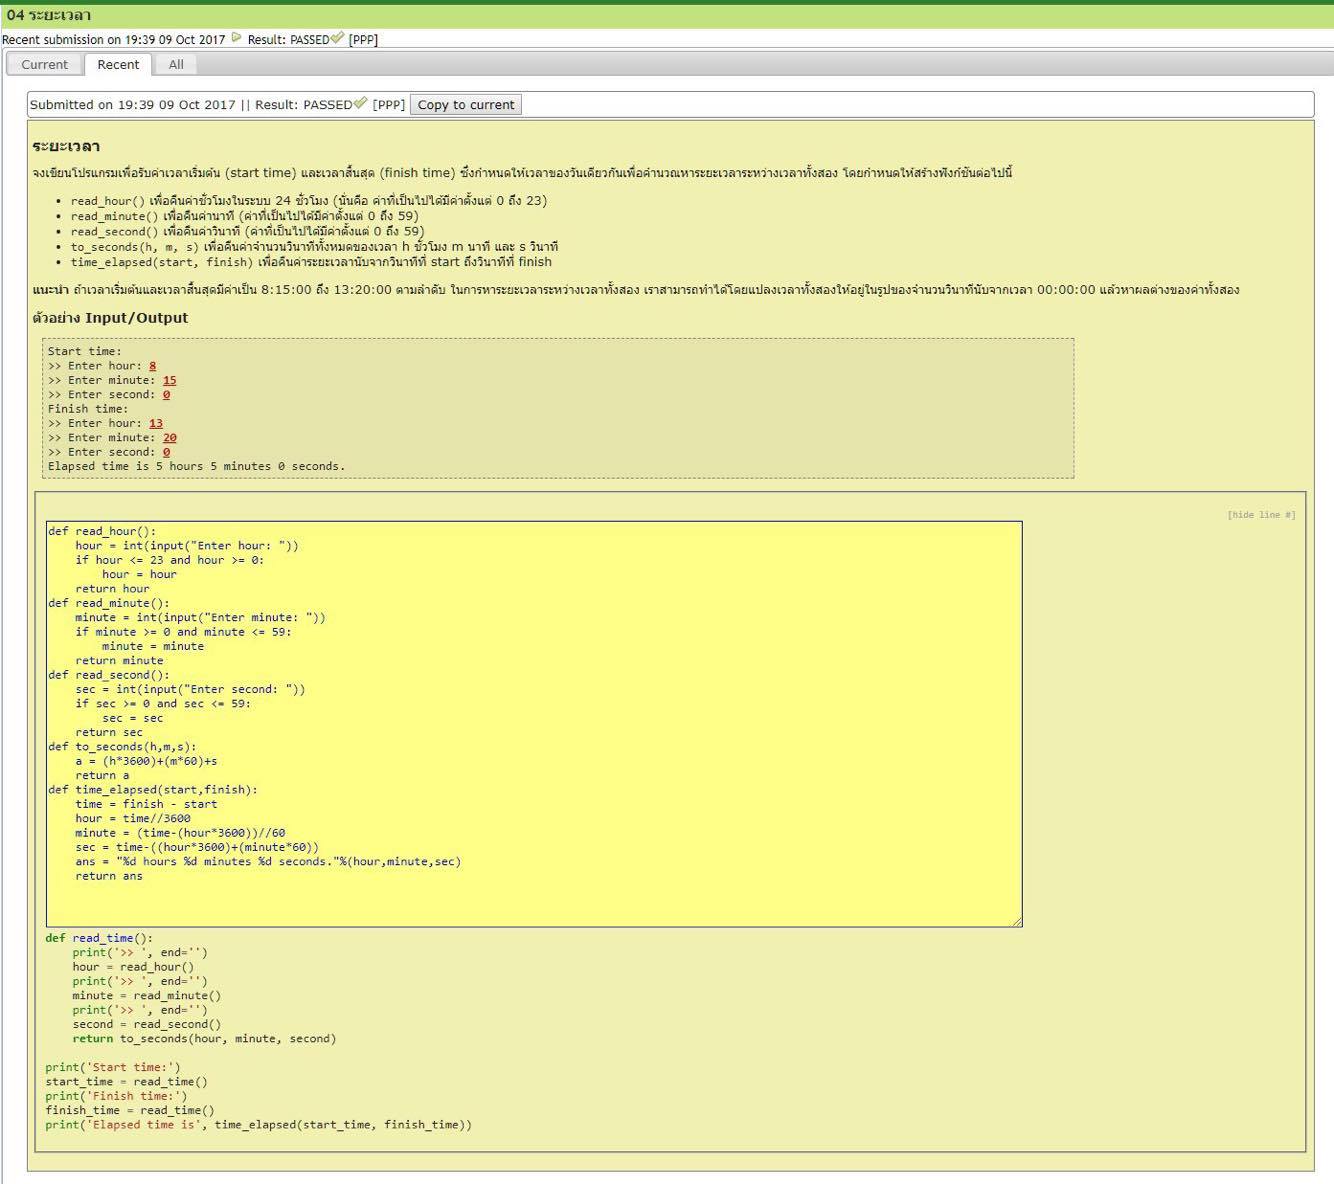 04 ระยะเวลา
Recent submission on 19:39 09 Oct 2017 Result: PASSED [PPP]
Current Recent All
Submitted on 19:39 09 Oct 2017 || Result: PASSED [PPP] Copy to current
ระยะเวลา
จงเขียนโปรแกรมเพื่อรับค่าเวลาเริ่มต้น (start time) และเวลาสิ้นสุด (finish time) ซึ่งกำหนดให้เวลาของวันเดียวกันเพื่อคำนวณหาระยะเวลาระหว่างเวลาทั้งสอง โดยกำหนดให้สร้างฟังก์ชันต่อไปนี้
• read_hour() เพื่อคืนค่าชั่วโมงในระบบ 24 ชั่วโมง (นั่นคือ ค่าที่เป็นไปได้มีค่าตั้งแต่ 0 ถึง 23)
• read_minute() เพื่อคืนค่านาที (ค่าที่เป็นไปได้มีค่าตั้งแต่ 0 ถึง 59)
• read_second() เพื่อคืนค่าวินาที (ค่าที่เป็นไปได้มีค่าตั้งแต่ 0 ถึง 59)
• to_seconds(h, m, s) เพื่อคืนค่าจำนวนวินาทีทั้งหมดของเวลา h ชั่วโมง m นาที และ s วินาที
• time_elapsed(start, finish) เพื่อคืนค่าระยะเวลานับจากวินาทีที่ start ถึงวินาทีที่ finish
แนะนำ ถ้าเวลาเริ่มต้นและเวลาสิ้นสุดมีค่าเป็น 8:15:00 ถึง 13:20:00 ตามลำดับ ในการหาระยะเวลาระหว่างเวลาทั้งสอง เราสามารถทำได้โดยแปลงเวลาทั้งสองให้อยู่ในรูปของจำนวนวินาทีนับจากเวลา 00:00:00 แล้วหาผลต่างของค่าทั้งสอง
ตัวอย่าง Input/Output
Start time:
>> Enter hour: 8
>> Enter minute: 15
>> Enter second: 0
Finish time:
>> Enter hour: 13
>> Enter minute: 20
>> Enter second: 0
Elapsed time is 5 hours 5 minutes 0 seconds.
[hide line #]
def read_hour():
    hour = int(input("Enter hour: "))
    if hour <= 23 and hour >= 0:
        hour = hour
    return hour
def read_minute():
    minute = int(input("Enter minute: "))
    if minute >= 0 and minute <= 59:
        minute = minute
    return minute
def read_second():
    sec = int(input("Enter second: "))
    if sec >= 0 and sec <= 59:
        sec = sec
    return sec
def to_seconds(h,m,s):
    a = (h*3600)+(m*60)+s
    return a
def time_elapsed(start,finish):
    time = finish - start
    hour = time//3600
    minute = (time-(hour*3600))//60
    sec = time-((hour*3600)+(minute*60))
    ans = "%d hours %d minutes %d seconds."%(hour,minute,sec)
    return ans
def read_time():
    print('>> ', end='')
    hour = read_hour()
    print('>> ', end='')
    minute = read_minute()
    print('>> ', end='')
    second = read_second()
    return to_seconds(hour, minute, second)
print('Start time:')
start_time = read_time()
print('Finish time:')
finish_time = read_time()
print('Elapsed time is', time_elapsed(start_time, finish_time))